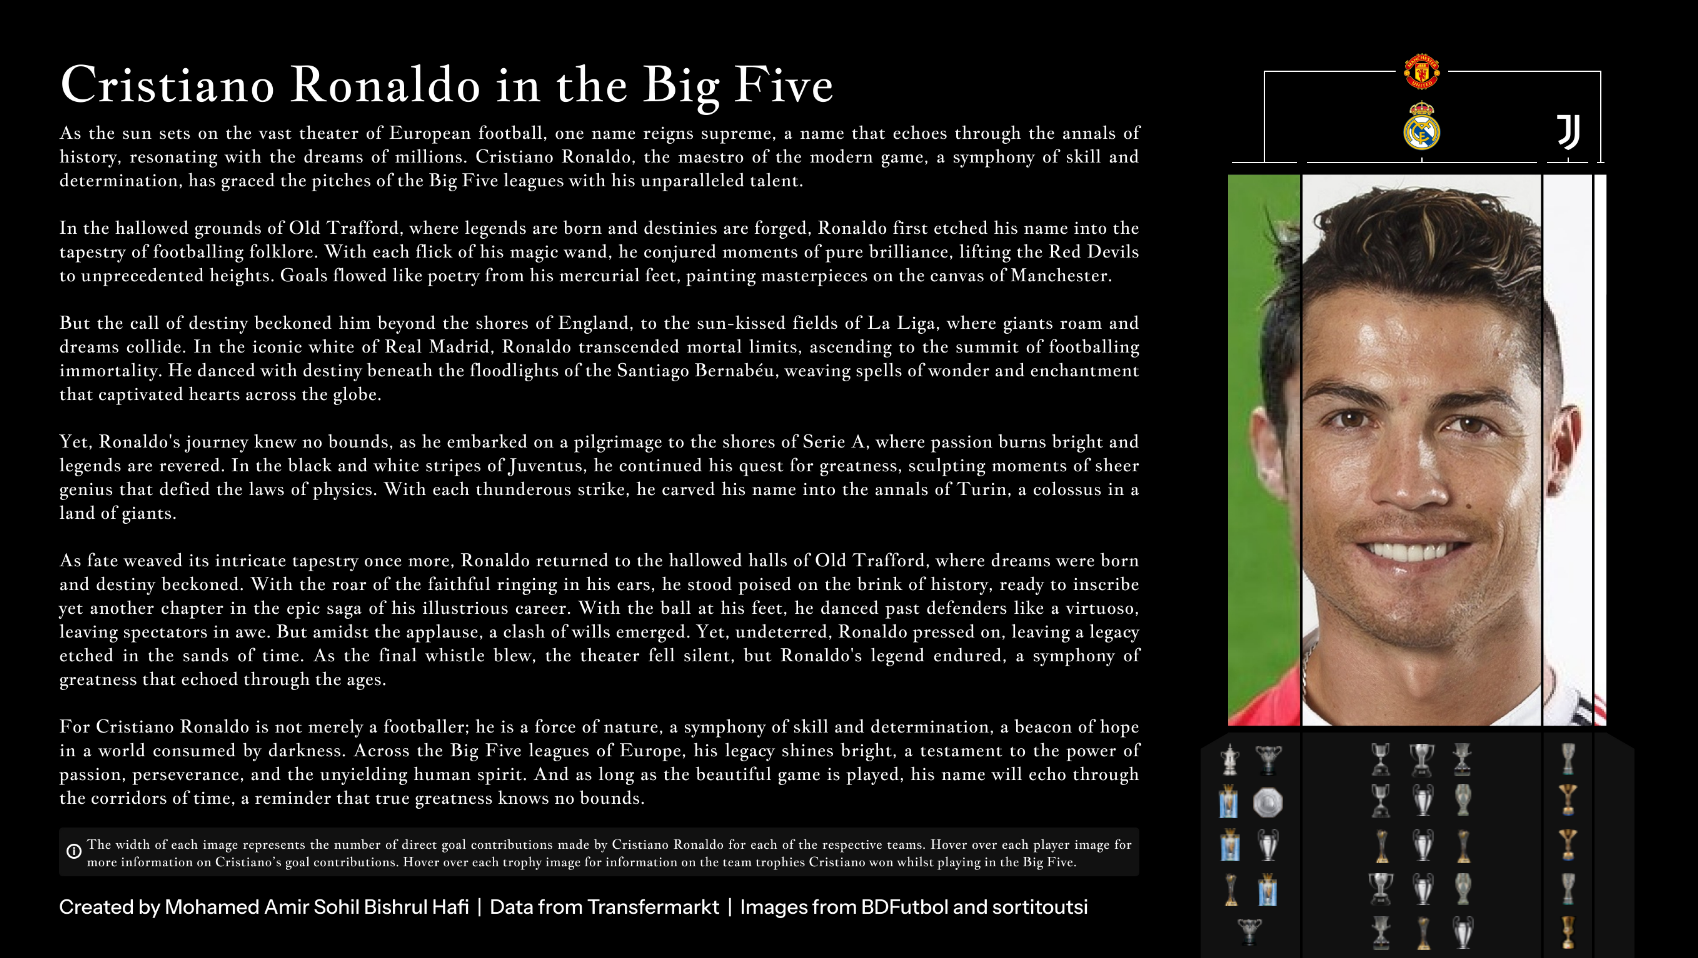 Cristiano Ronaldo in the Big Five
As the sun sets on the vast theater of European football, one name reigns supreme, a name that echoes through the annals of
history, resonating with the dreams of millions. Cristiano Ronaldo, the maestro of the modern game, a symphony of skill and
determination, has graced the pitches of the Big Five leagues with his unparalleled talent.
In the hallowed grounds of Old Trafford, where legends are born and destinies are forged, Ronaldo first etched his name into the
tapestry of footballing folklore. With each flick of his magic wand, he conjured moments of pure brilliance, lifting the Red Devils
to unprecedented heights. Goals flowed like poetry from his mercurial feet, painting masterpieces on the canvas of Manchester.
But the call of destiny beckoned him beyond the shores of England, to the sun-kissed fields of La Liga, where giants roam and
dreams collide. In the iconic white of Real Madrid, Ronaldo transcended mortal limits, ascending to the summit of footballing
immortality. He danced with destiny beneath the floodlights of the Santiago Bernabéu, weaving spells of wonder and enchantment
that captivated hearts across the globe.
Yet, Ronaldo's journey knew no bounds, as he embarked on a pilgrimage to the shores of Serie A, where passion burns bright and
legends are revered. In the black and white stripes of Juventus, he continued his quest for greatness, sculpting moments of sheer
genius that defied the laws of physics. With each thunderous strike, he carved his name into the annals of Turin, a colossus in a
land of giants.
As fate weaved its intricate tapestry once more, Ronaldo returned to the hallowed halls of Old Trafford, where dreams were born
and destiny beckoned. With the roar of the faithful ringing in his ears, he stood poised on the brink of history, ready to inscribe
yet another chapter in the epic saga of his illustrious career. With the ball at his feet, he danced past defenders like a virtuoso,
leaving spectators in awe. But amidst the applause, a clash of wills emerged. Yet, undeterred, Ronaldo pressed on, leaving a legacy
etched in the sands of time. As the final whistle blew, the theater fell silent, but Ronaldo's legend endured, a symphony of
greatness that echoed through the ages.
For Cristiano Ronaldo is not merely a footballer; he is a force of nature, a symphony of skill and determination, a beacon of hope
in a world consumed by darkness. Across the Big Five leagues of Europe, his legacy shines bright, a testament to the power of
passion, perseverance, and the unyielding human spirit. And as long as the beautiful game is played, his name will echo through
the corridors of time, a reminder that true greatness knows no bounds.
The width of each image represents the number of direct goal contributions made by Cristiano Ronaldo for each of the respective teams. Hover over each player image for
more information on Cristiano's goal contributions. Hover over each trophy image for information on the team trophies Cristiano won whilst playing in the Big Five.
Created by Mohamed Amir Sohil Bishrul Hafi | Data from Transfermarkt | Images from BDFutbol and sortitoutsi